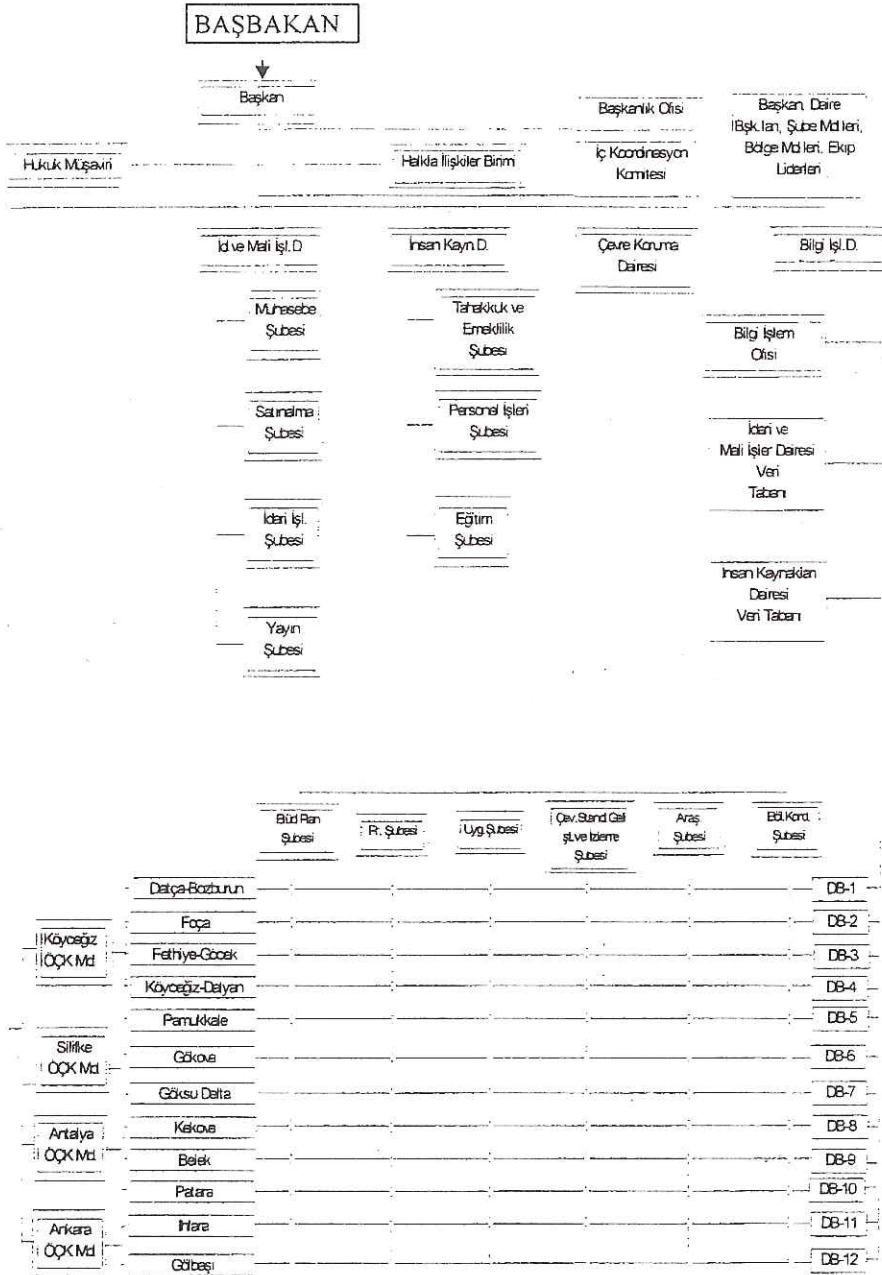 BAŞBAKAN
Başkan
Başkanlık Ofisi
Başkan, Daire
Bşk.ları, Şube Md.leri,
Bölge Md.leri, Ekip
Liderleri
Hukuk Müşaviri
Halkla İlişkiler Birimi
İç Koordinasyon
Komitesi
İd ve Mali İşl.D.
İnsan Kayn.D.
Çevre Koruma
Dairesi
Bilgi İşl.D.
Muhasebe
Şubesi
Tahakkuk ve
Emeklilik
Şubesi
Bilgi İşlem
Ofisi
Satınalma
Şubesi
Personel İşleri
Şubesi
İdari ve
Mali İşler Dairesi
Veri
Tabanı
İdari İşl.
Şubesi
Eğitim
Şubesi
İnsan Kaynakları
Dairesi
Veri Tabanı
Yayın
Şubesi
Büd Plan
Şubesi
Pr. Şubesi
Uyg.Şubesi
Çev.Stand Geli
şt.ve İzleme
Şubesi
Araş.
Şubesi
Böl.Kord.
Şubesi
Datça-Bozburun
DB-1
Köyceğiz
ÖÇK Md
Foça
DB-2
Fethiye-Göcek
DB-3
Köyceğiz-Dalyan
DB-4
Pamukkale
DB-5
Silifke
ÖÇK Md
Gökova
DB-6
Göksu Delta
DB-7
Antalya
ÖÇK Md
Kekova
DB-8
Belek
DB-9
Patara
DB-10
Ankara
ÖÇK Md
Ihlara
DB-11
Gölbaşı
DB-12